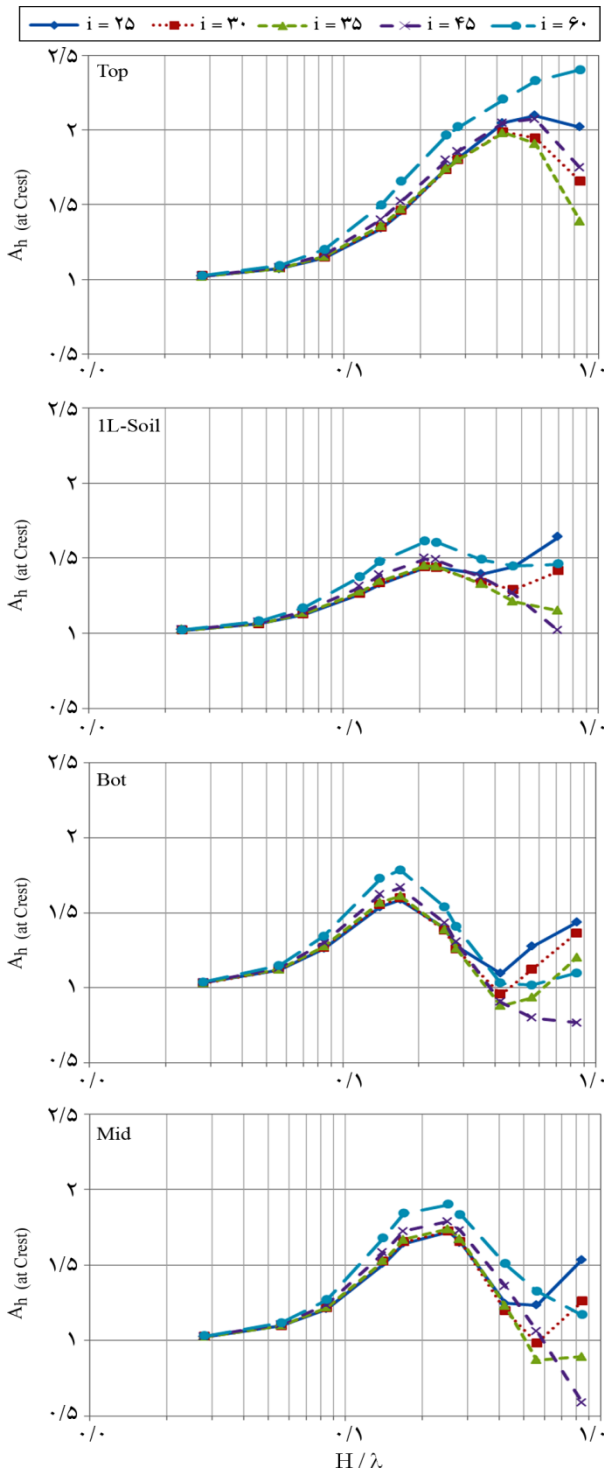 i = ۲۵ i = ۳۰ i = ۳۵ i = ۴۵ i = ۶۰
۲/۵
Top
۲
۱/۵
A_h (at Crest)
۱
۰/۵
۰/۰ ۰/۱ ۱/۰
۲/۵
1L-Soil
۲
۱/۵
A_h (at Crest)
۱
۰/۵
۰/۰ ۰/۱ ۱/۰
۲/۵
Bot
۲
۱/۵
A_h (at Crest)
۱
۰/۵
۰/۰ ۰/۱ ۱/۰
۲/۵
Mid
۲
۱/۵
A_h (at Crest)
۱
۰/۵
۰/۰ ۰/۱ ۱/۰
H / λ